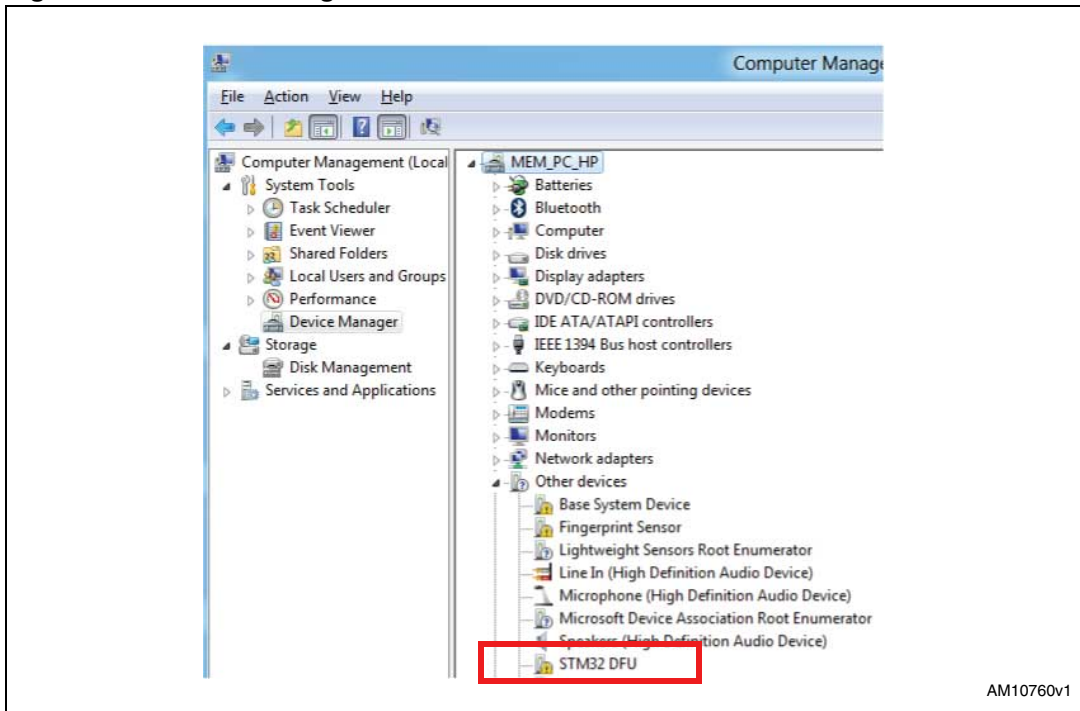 Computer Manage
File Action View Help
Computer Management (Local
System Tools
Task Scheduler
Event Viewer
Shared Folders
Local Users and Groups
Performance
Device Manager
Storage
Disk Management
Services and Applications
MEM_PC_HP
Batteries
Bluetooth
Computer
Disk drives
Display adapters
DVD/CD-ROM drives
IDE ATA/ATAPI controllers
IEEE 1394 Bus host controllers
Keyboards
Mice and other pointing devices
Modems
Monitors
Network adapters
Other devices
Base System Device
Fingerprint Sensor
Lightweight Sensors Root Enumerator
Line In (High Definition Audio Device)
Microphone (High Definition Audio Device)
Microsoft Device Association Root Enumerator
Speakers (High Definition Audio Device)
STM32 DFU
AM10760v1